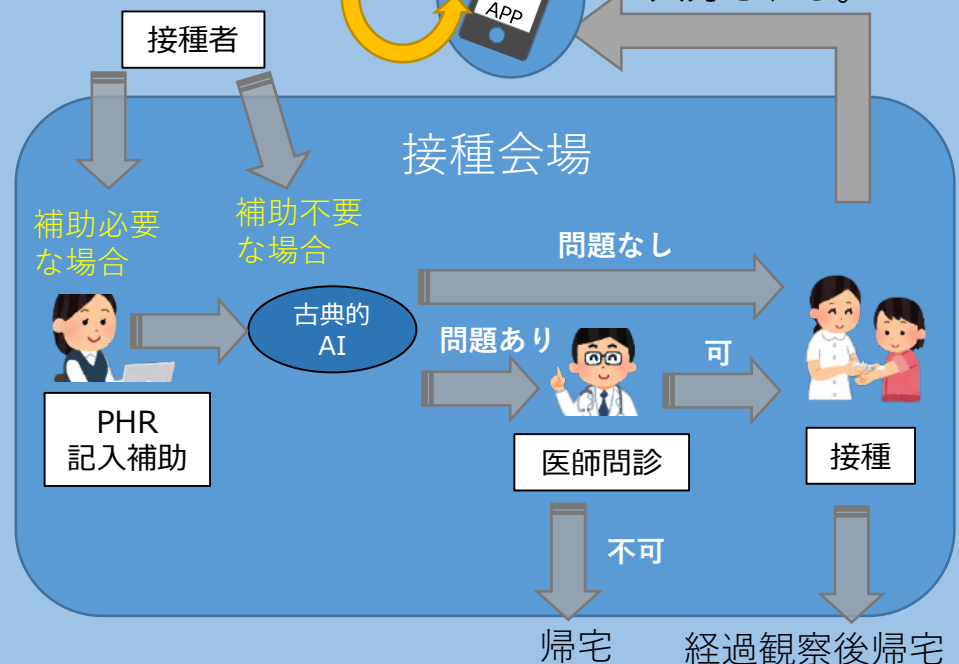 APP
接種者
接種会場
補助必要
な場合
補助不要
な場合
問題なし
古典的
AI
問題あり
可
PHR
記入補助
医師問診
接種
不可
帰宅
経過観察後帰宅